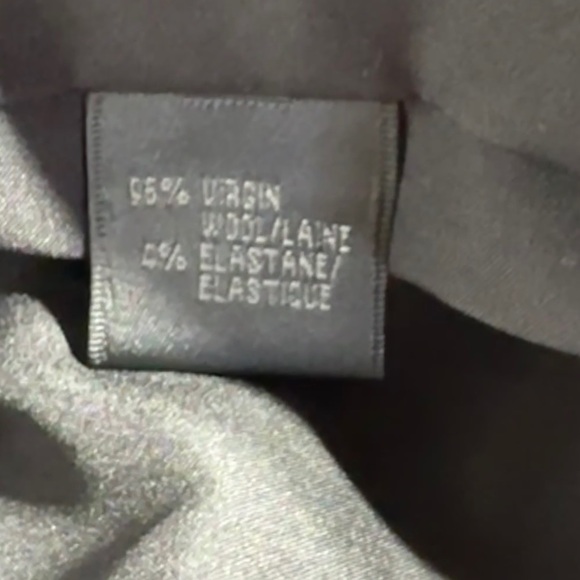 96% VIRGIN
WOOL/LAINE
4% ELASTANE/
ELASTIQUE